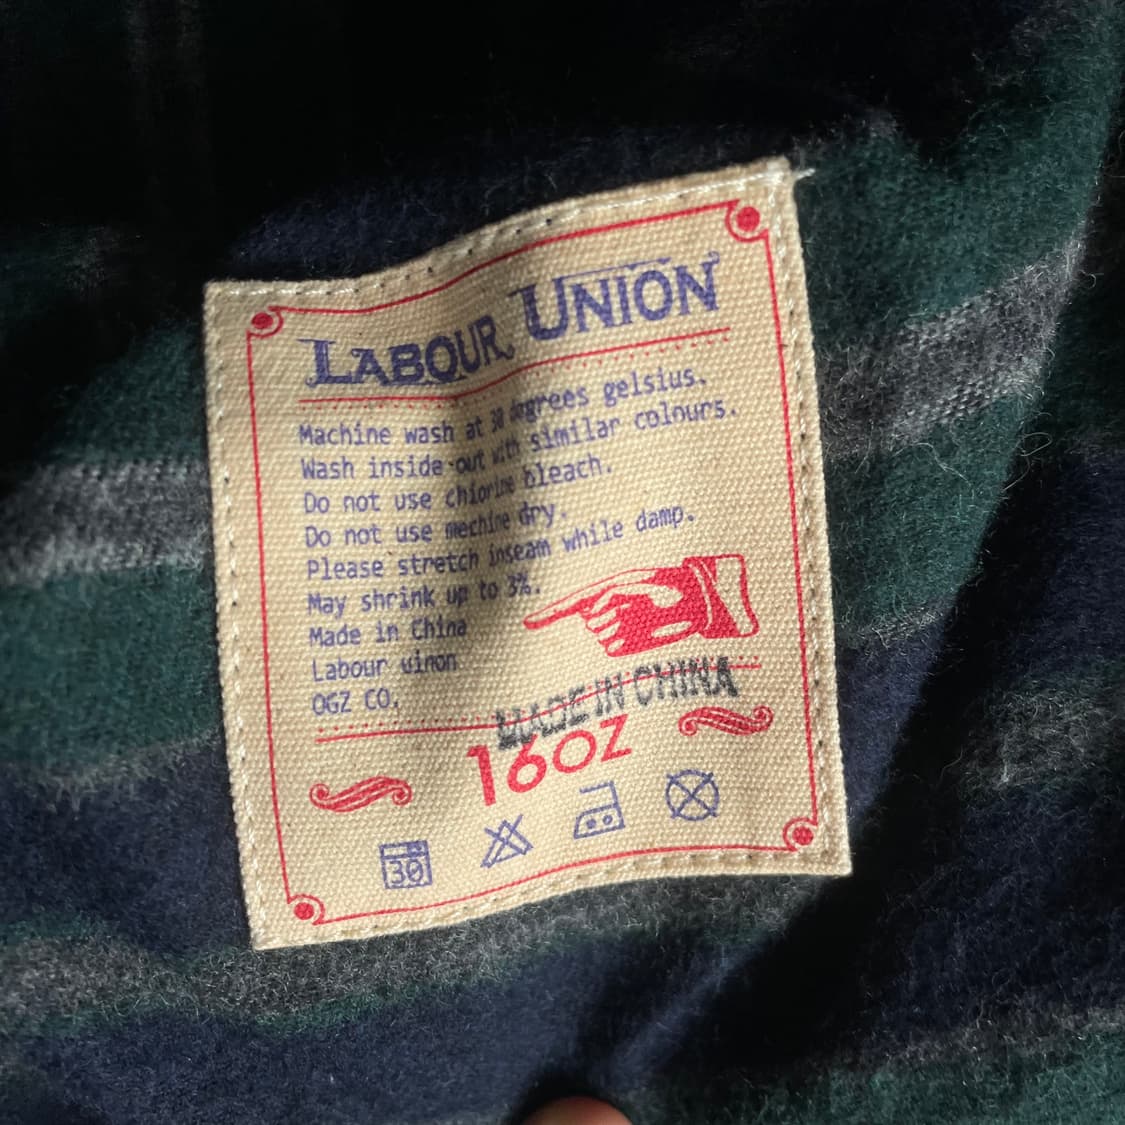 LABOUR UNION
Machine wash at 30 degrees gelsius.
Wash inside-out with similar colours.
Do not use chlorine bleach.
Do not use mechine dry.
Please stretch inseam while damp.
May shrink up to 3%.
Made in China
Labour uinon
OGZ CO.
MADE IN CHINA
16OZ
30